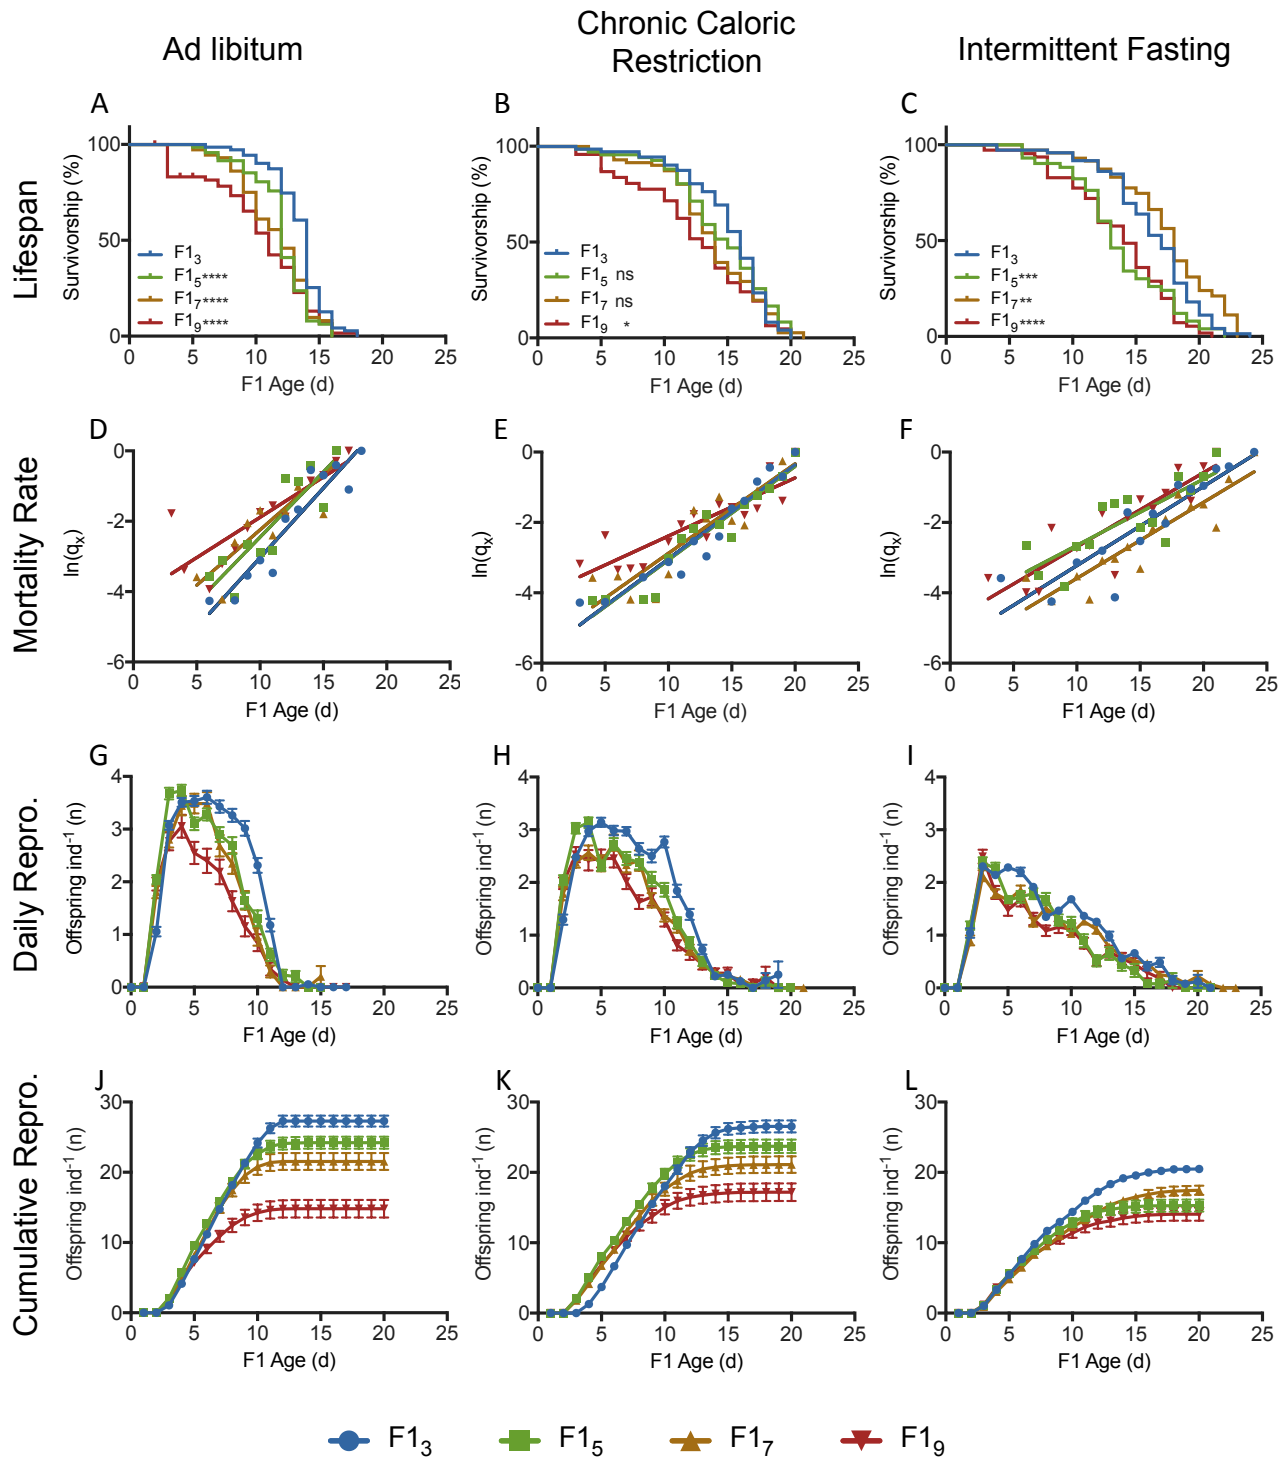 Ad libitum
Chronic Caloric
Restriction
Intermittent Fasting
Lifespan
A
Survivorship (%)
100
50
0
F1₃
F1₅****
F1₇****
F1₉****
0 5 10 15 20 25
F1 Age (d)
B
Survivorship (%)
100
50
0
F1₃
F1₅ ns
F1₇ ns
F1₉ *
0 5 10 15 20 25
F1 Age (d)
C
Survivorship (%)
100
50
0
F1₃
F1₅***
F1₇**
F1₉****
0 5 10 15 20 25
F1 Age (d)
Mortality Rate
D
ln(qₓ)
0
-2
-4
-6
0 5 10 15 20 25
F1 Age (d)
E
ln(qₓ)
0
-2
-4
-6
0 5 10 15 20 25
F1 Age (d)
F
ln(qₓ)
0
-2
-4
-6
0 5 10 15 20 25
F1 Age (d)
Daily Repro.
G
Offspring ind⁻¹ (n)
4
3
2
1
0
0 5 10 15 20 25
F1 Age (d)
H
Offspring ind⁻¹ (n)
4
3
2
1
0
0 5 10 15 20 25
F1 Age (d)
I
Offspring ind⁻¹ (n)
4
3
2
1
0
0 5 10 15 20 25
F1 Age (d)
Cumulative Repro.
J
Offspring ind⁻¹ (n)
30
20
10
0
0 5 10 15 20 25
F1 Age (d)
K
Offspring ind⁻¹ (n)
30
20
10
0
0 5 10 15 20 25
F1 Age (d)
L
Offspring ind⁻¹ (n)
30
20
10
0
0 5 10 15 20 25
F1 Age (d)
F1₃ F1₅ F1₇ F1₉